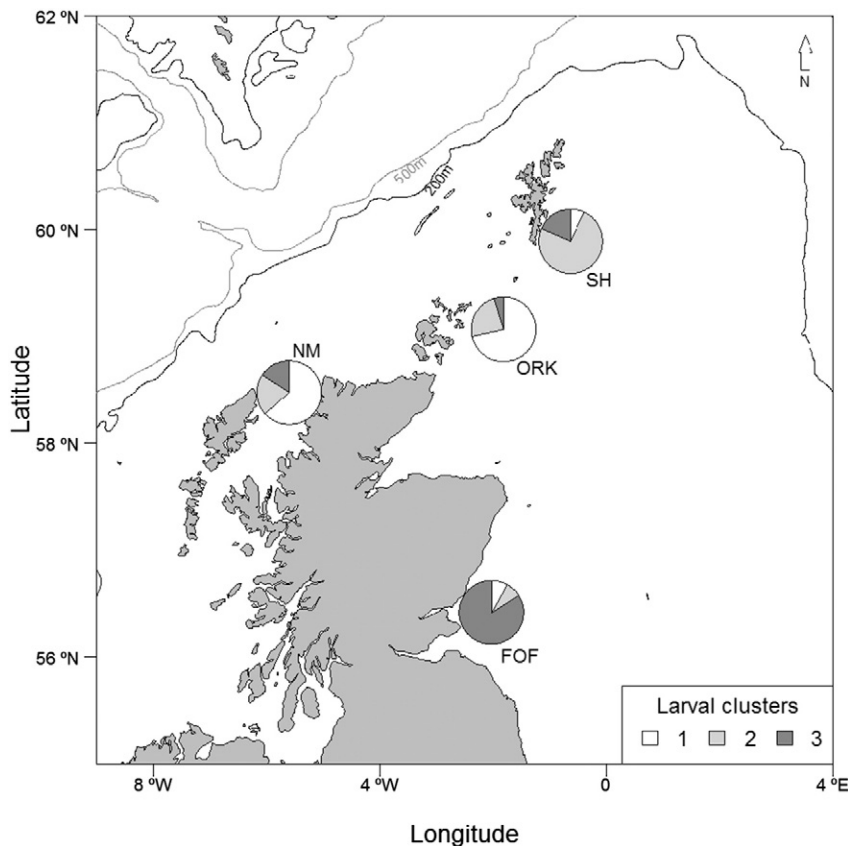 62 ºN
60 ºN
58 ºN
56 ºN
Latitude
N
500m
200m
SH
ORK
NM
FOF
Larval clusters
1 2 3
8 ºW 4 ºW 0 4 ºE
Longitude